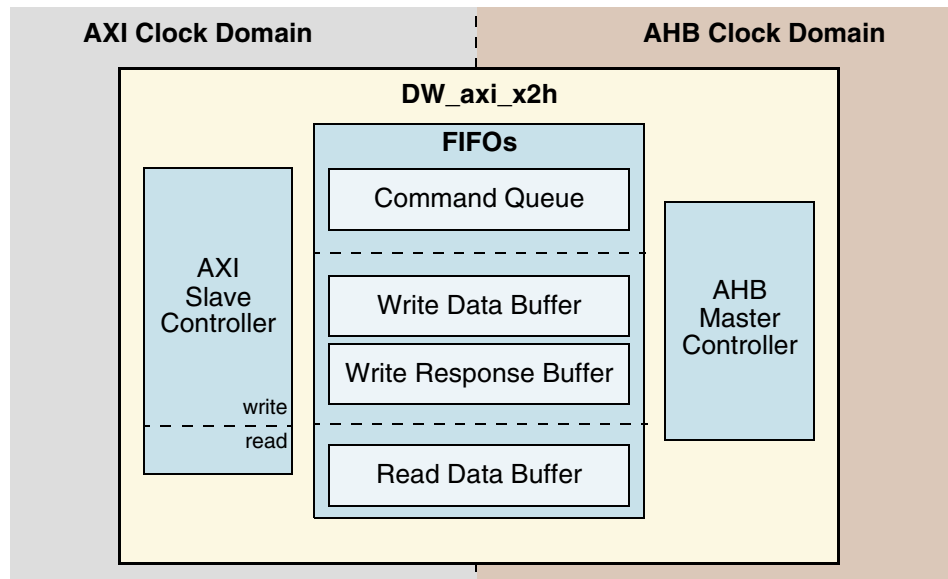 AXI Clock Domain
AHB Clock Domain
DW_axi_x2h
FIFOs
Command Queue
AXI
Slave
Controller
write
read
Write Data Buffer
Write Response Buffer
Read Data Buffer
AHB
Master
Controller